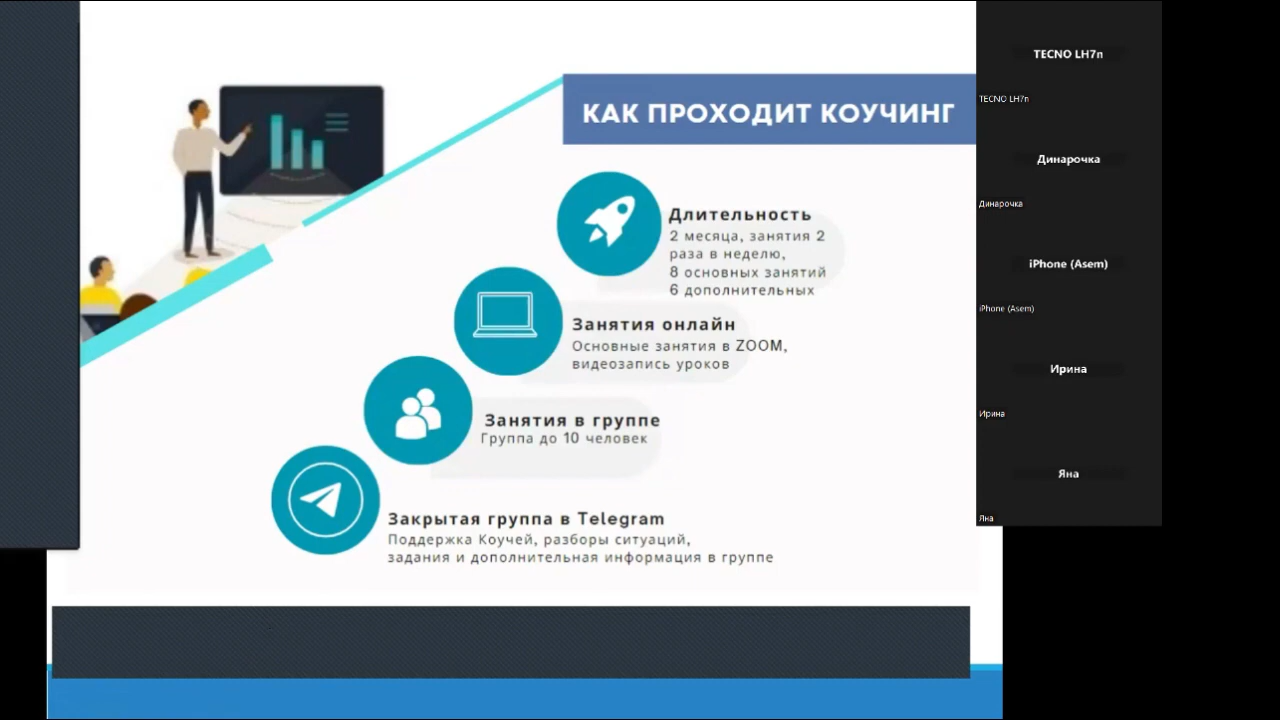 КАК ПРОХОДИТ КОУЧИНГ
Длительность
2 месяца, занятия 2
раза в неделю,
8 основных занятий
6 дополнительных
Занятия онлайн
Основные занятия в ZOOM,
видеозапись уроков
Занятия в группе
Группа до 10 человек
Закрытая группа в Telegram
Поддержка Коучей, разборы ситуаций,
задания и дополнительная информация в группе
TECNO LH7n
TECNO LH7n
Динарочка
Динарочка
iPhone (Asem)
iPhone (Asem)
Ирина
Ирина
Яна
Яна